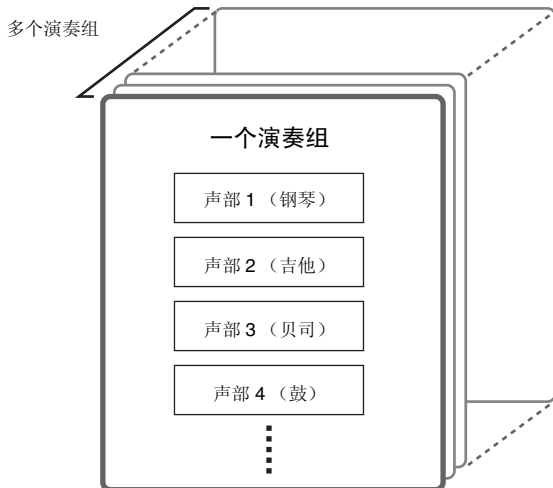 多个演奏组
一个演奏组
声部 1 （钢琴）
声部 2 （吉他）
声部 3 （贝司）
声部 4 （鼓）